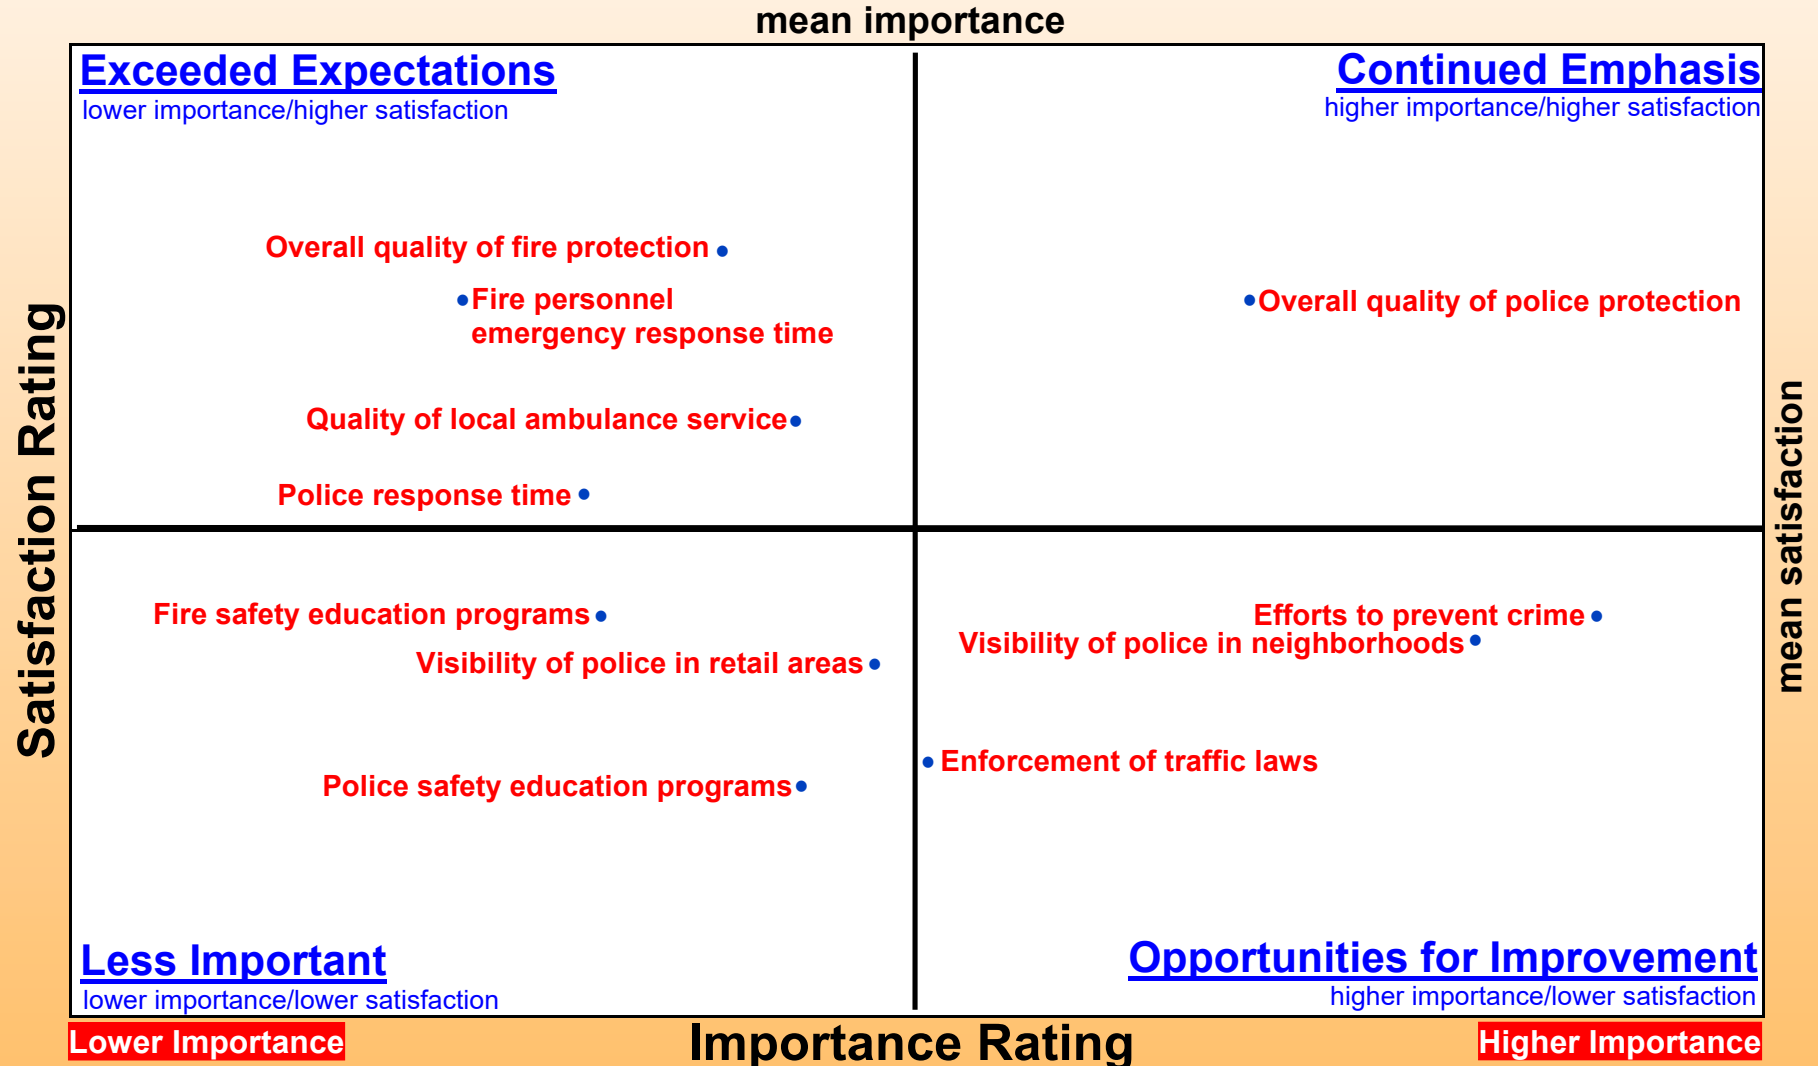 mean importance
Exceeded Expectations
lower importance/higher satisfaction
Continued Emphasis
higher importance/higher satisfaction
Overall quality of fire protection
Fire personnel
emergency response time
Overall quality of police protection
Quality of local ambulance service
Police response time
Satisfaction Rating
mean satisfaction
Fire safety education programs
Visibility of police in retail areas
Efforts to prevent crime
Visibility of police in neighborhoods
Enforcement of traffic laws
Police safety education programs
Less Important
lower importance/lower satisfaction
Opportunities for Improvement
higher importance/lower satisfaction
Lower Importance
Importance Rating
Higher Importance